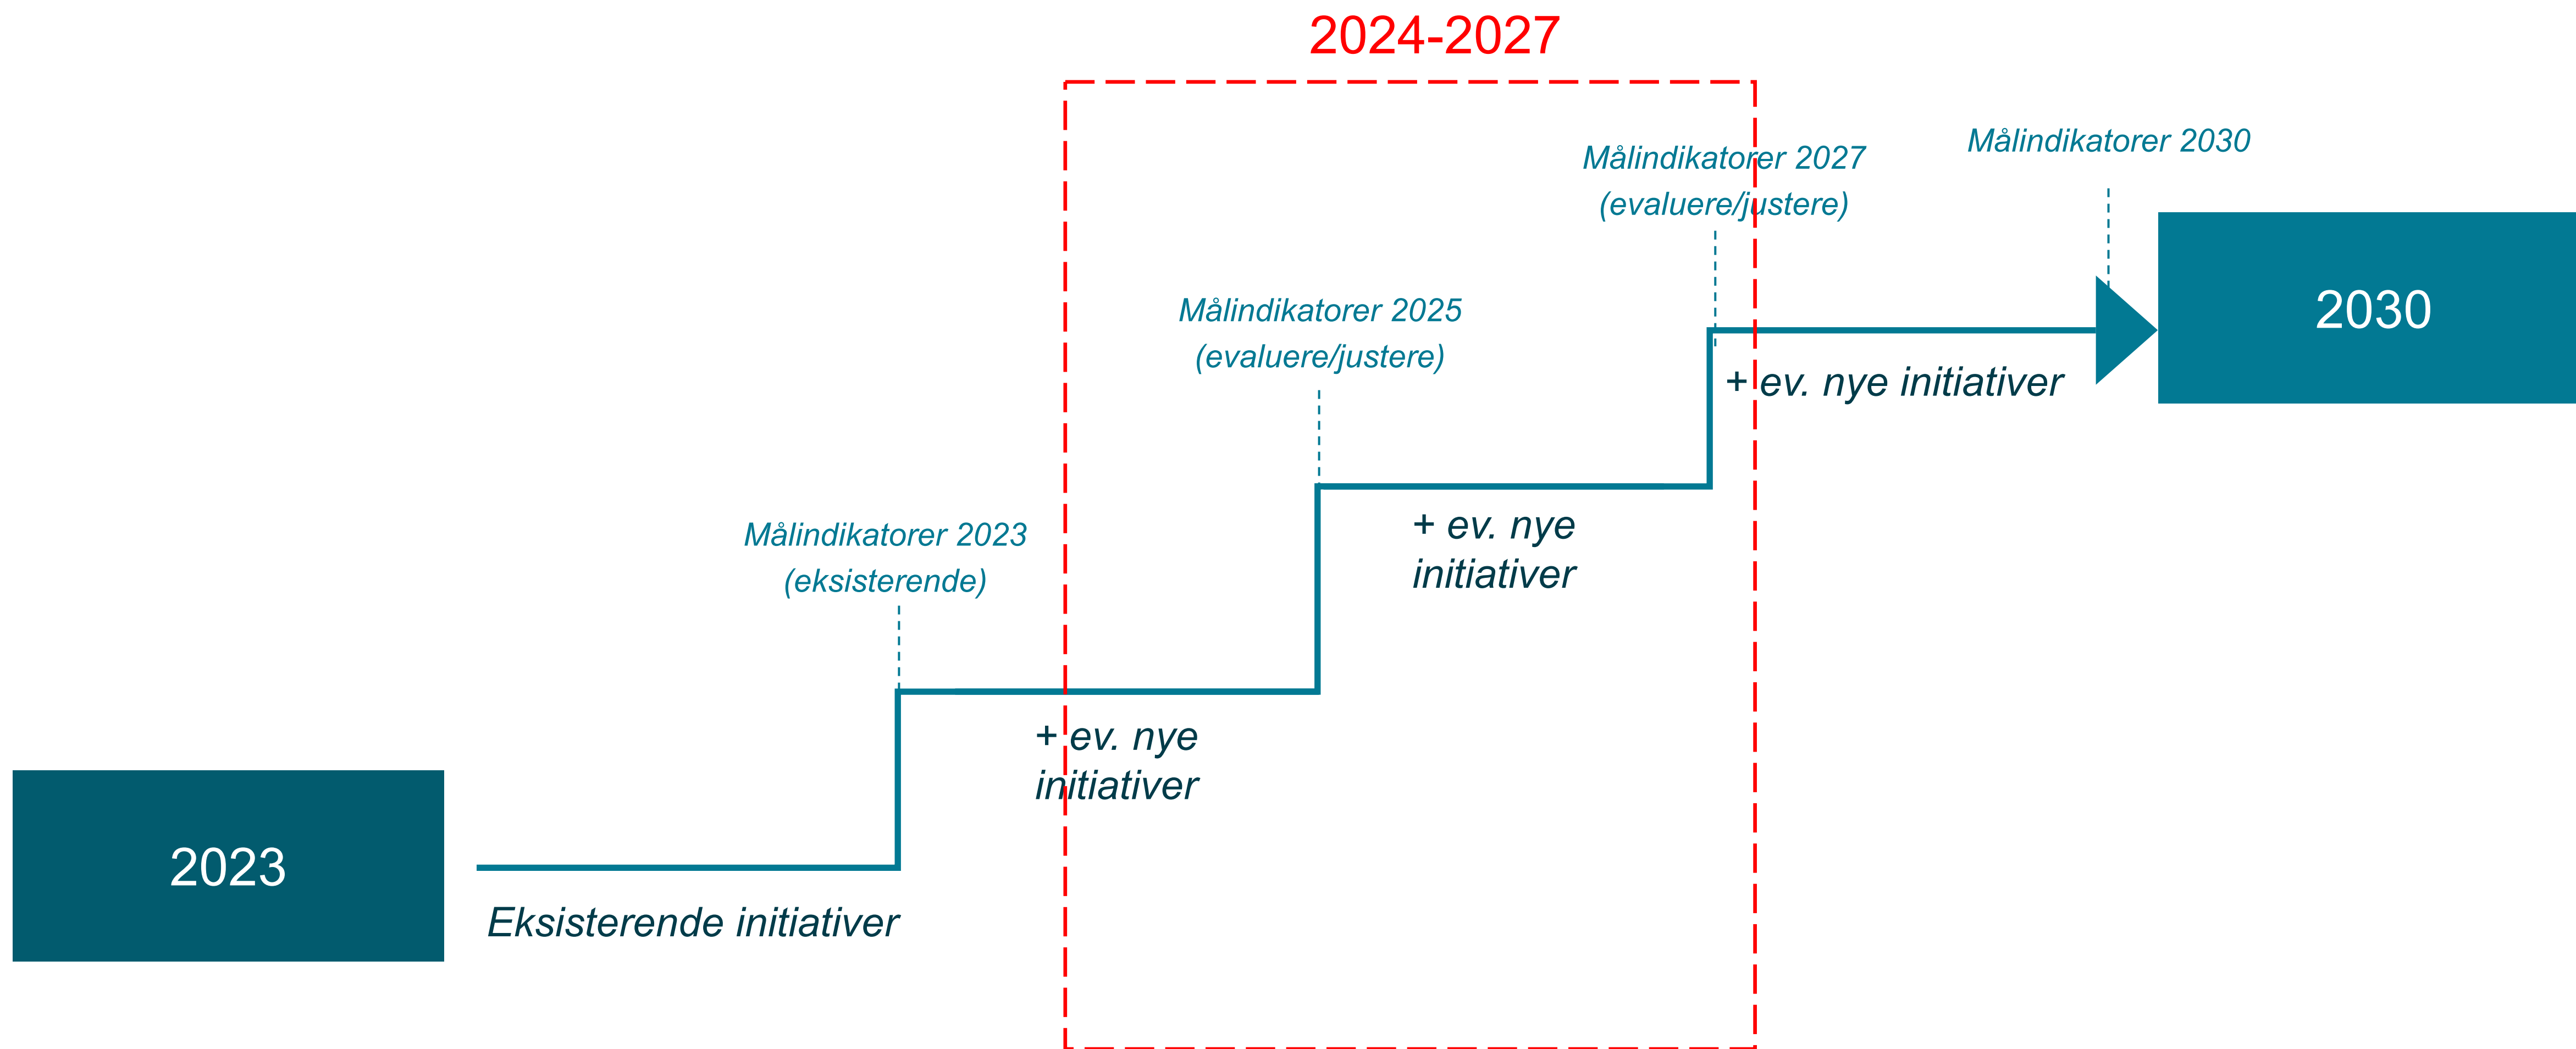 2024-2027
Målindikatorer 2030
Målindikatorer 2027
(evaluere/justere)
2030
Målindikatorer 2025
(evaluere/justere)
+ ev. nye initiativer
+ ev. nye
initiativer
Målindikatorer 2023
(eksisterende)
+ ev. nye
initiativer
2023
Eksisterende initiativer